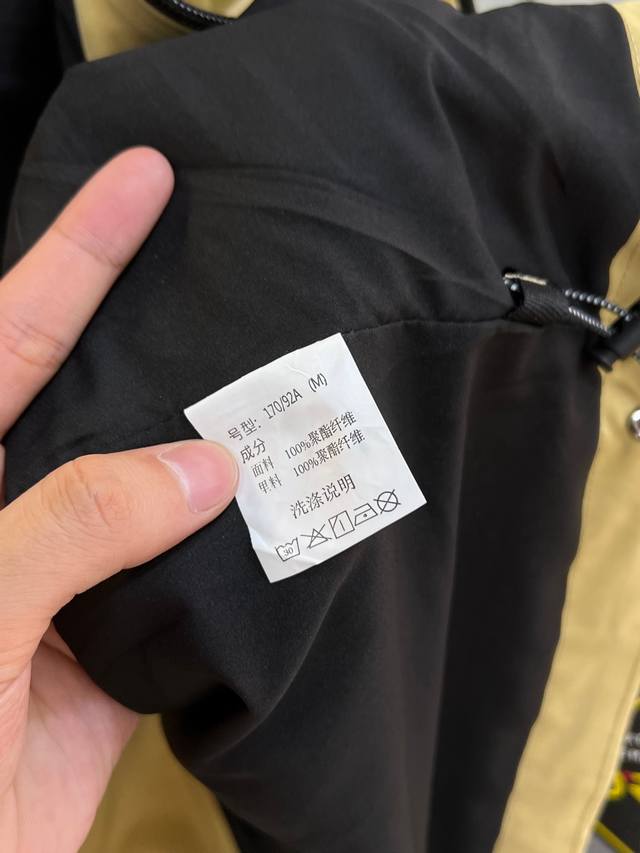 号型: 170/92A (M)
成分
面料 100%聚酯纤维
里料 100%聚酯纤维
洗涤说明
30